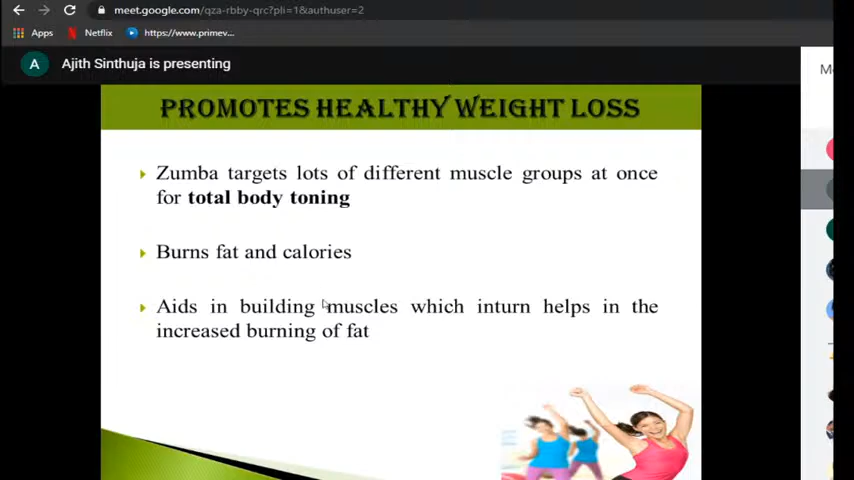 meet.google.com/qza-rbby-qrc?pli=1&authuser=2
Apps Netflix https://www.primev...
A Ajith Sinthuja is presenting
PROMOTES HEALTHY WEIGHT LOSS
Zumba targets lots of different muscle groups at once
for total body toning
Burns fat and calories
Aids in building muscles which inturn helps in the
increased burning of fat